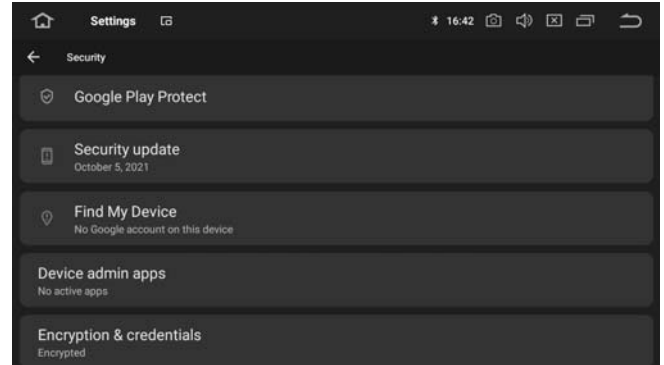 Settings
16:42
Security
Google Play Protect
Security update
October 5, 2021
Find My Device
No Google account on this device
Device admin apps
No active apps
Encryption & credentials
Encrypted